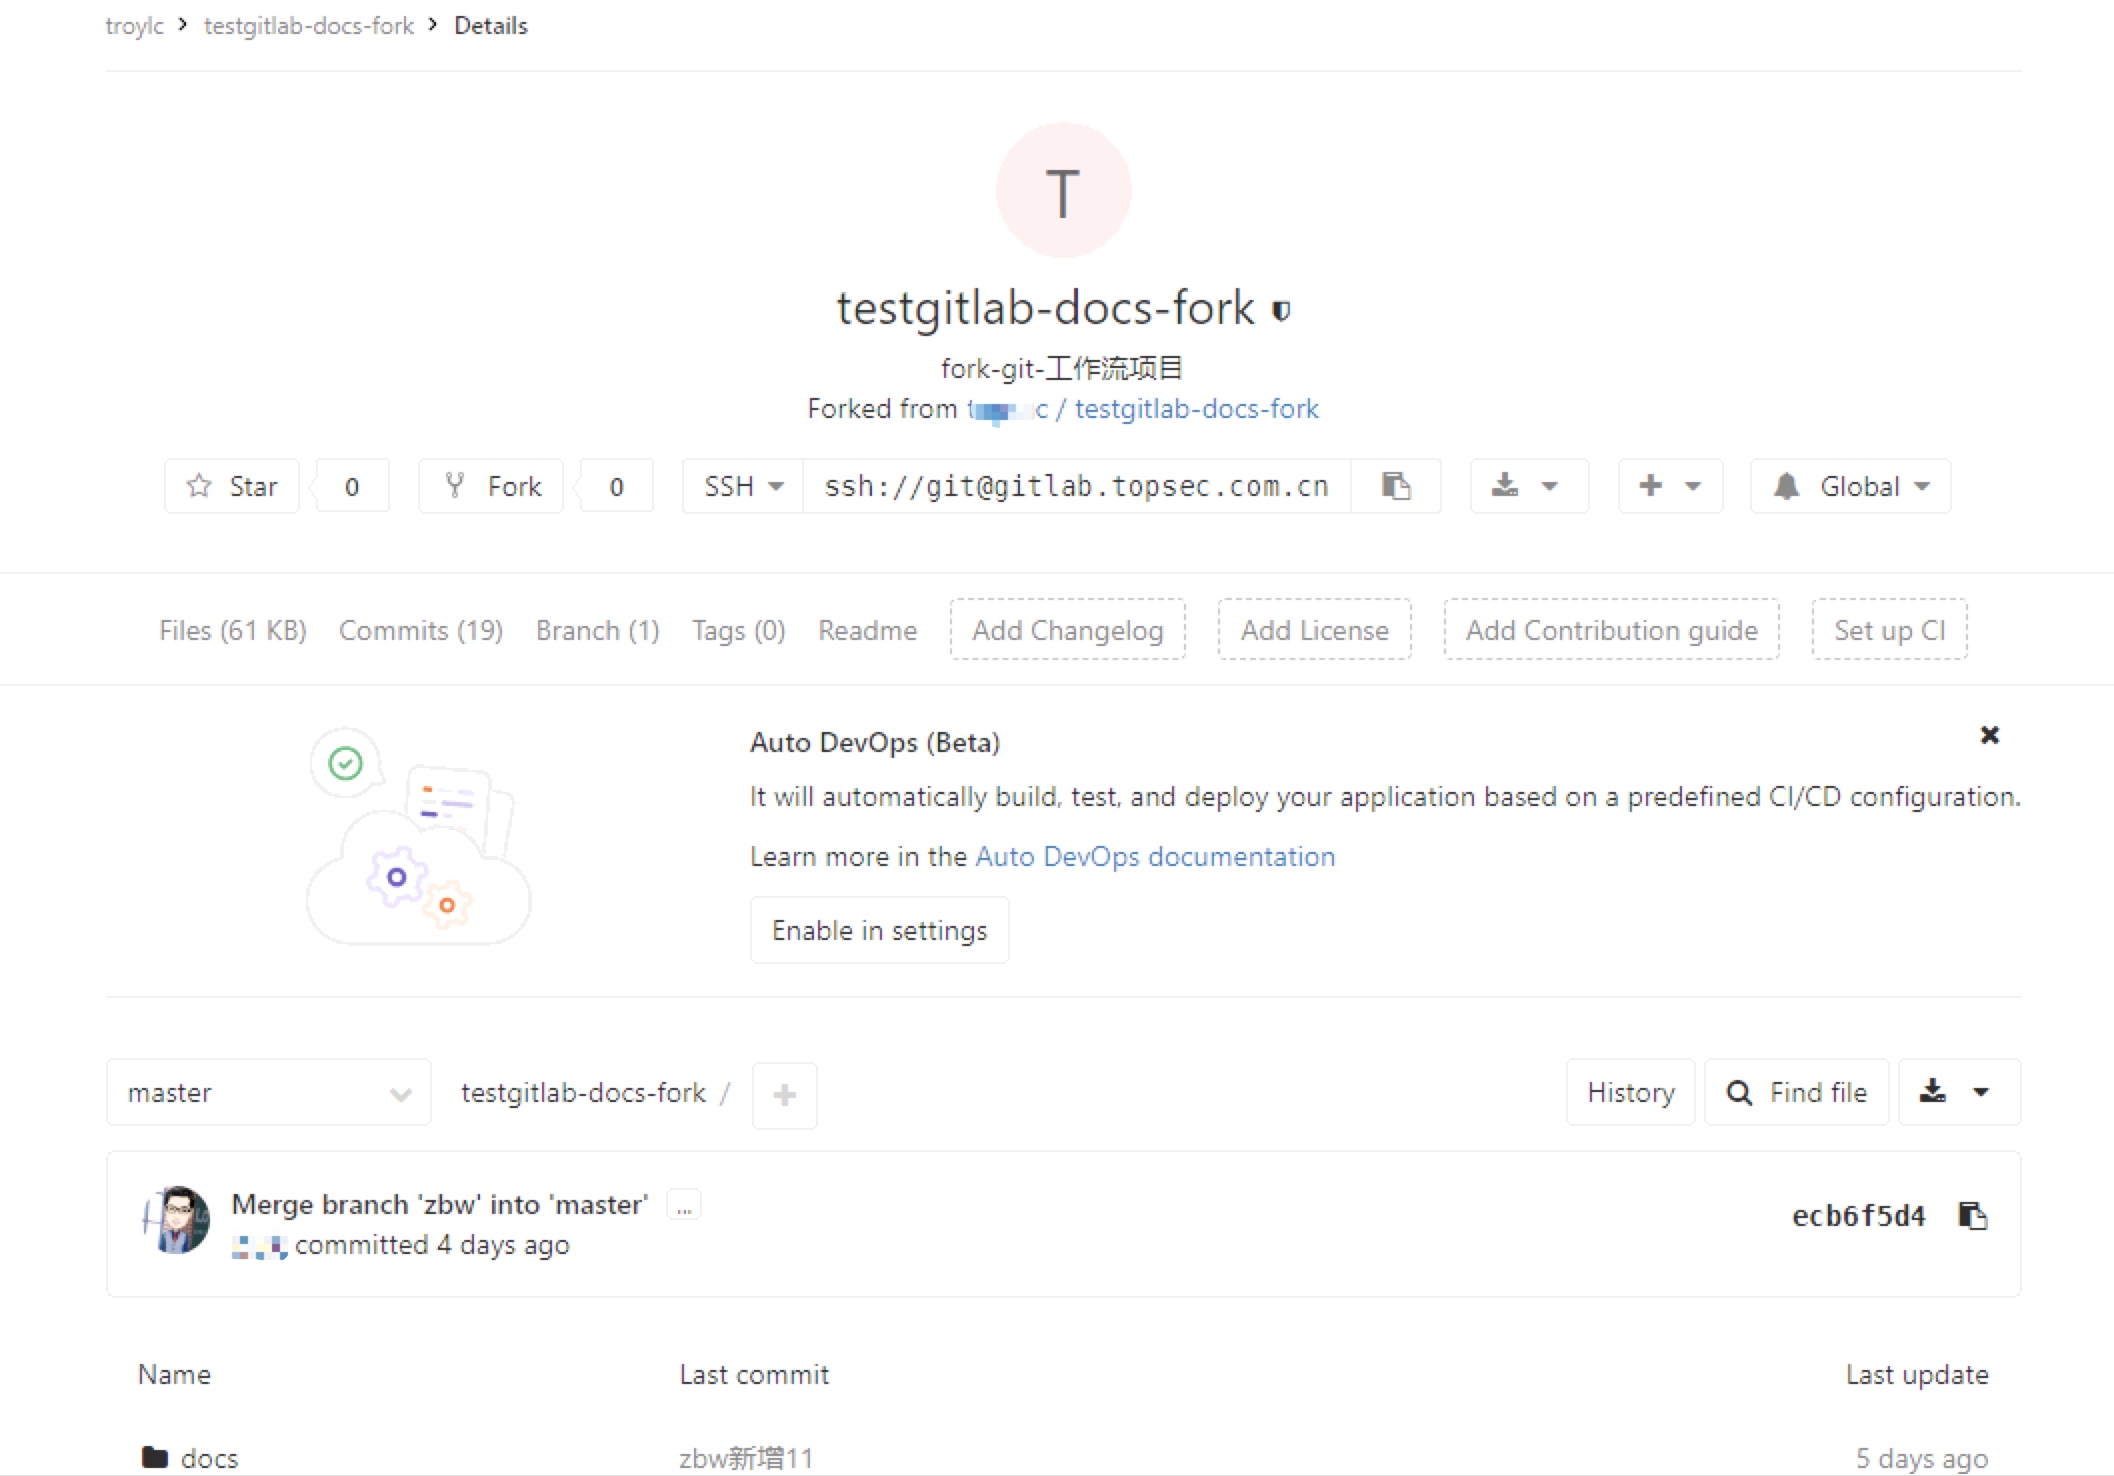 troylc > testgitlab-docs-fork > Details
T
testgitlab-docs-fork
fork-git-工作流项目
Forked from / testgitlab-docs-fork
Star 0 Fork 0 SSH ssh://git@gitlab.topsec.com.cn Global
Files (61 KB) Commits (19) Branch (1) Tags (0) Readme Add Changelog Add License Add Contribution guide Set up CI
Auto DevOps (Beta)
It will automatically build, test, and deploy your application based on a predefined CI/CD configuration.
Learn more in the Auto DevOps documentation
Enable in settings
master testgitlab-docs-fork / + History Find file
Merge branch 'zbw' into 'master' ...
committed 4 days ago
ecb6f5d4
Name Last commit Last update
docs zbw新增11 5 days ago